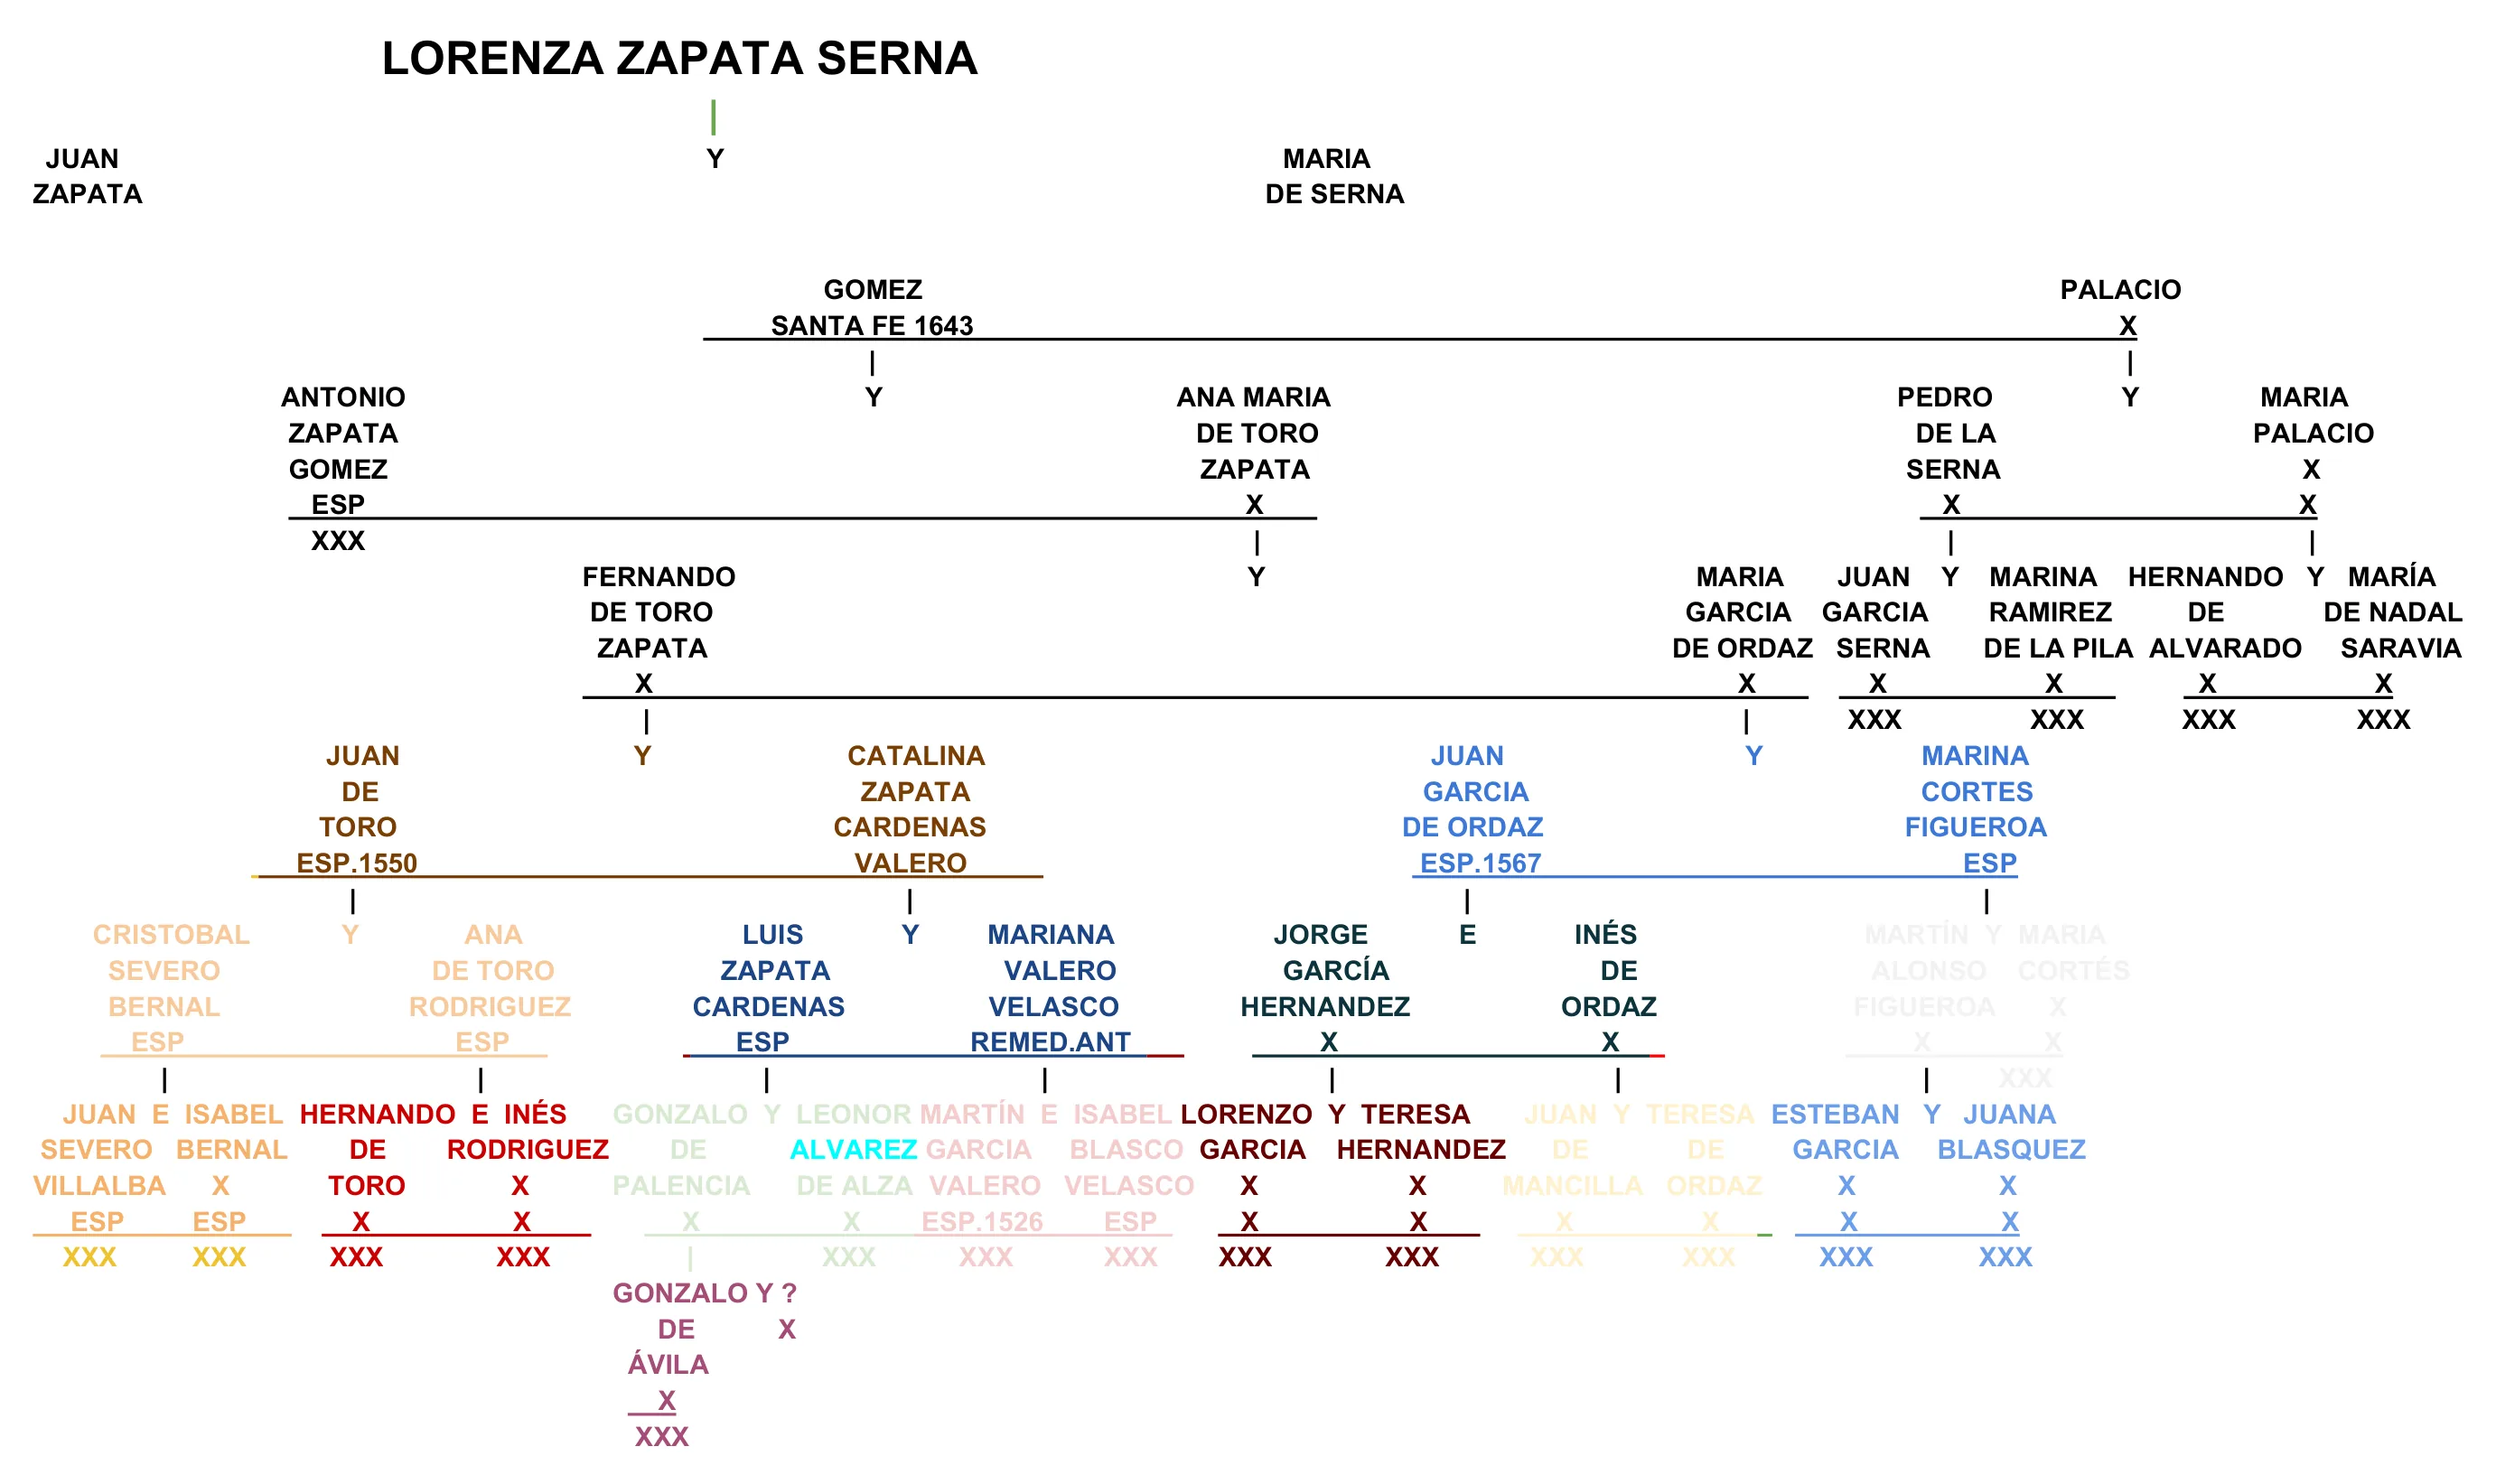 LORENZA ZAPATA SERNA
|
JUAN Y MARIA
ZAPATA DE SERNA
GOMEZ PALACIO
SANTA FE 1643 X
| |
ANTONIO Y ANA MARIA PEDRO Y MARIA
ZAPATA DE TORO DE LA PALACIO
GOMEZ ZAPATA SERNA X
ESP X X X
XXX | | |
FERNANDO Y MARIA JUAN Y MARINA HERNANDO Y MARÍA
DE TORO GARCIA GARCIA RAMIREZ DE DE NADAL
ZAPATA DE ORDAZ SERNA DE LA PILA ALVARADO SARAVIA
X X X X X X
| | XXX XXX XXX XXX
JUAN Y CATALINA JUAN Y MARINA
DE ZAPATA GARCIA CORTES
TORO CARDENAS DE ORDAZ FIGUEROA
ESP.1550 VALERO ESP.1567 ESP
| | | |
CRISTOBAL Y ANA LUIS Y MARIANA JORGE E INÉS MARTÍN Y MARIA
SEVERO DE TORO ZAPATA VALERO GARCÍA DE ALONSO CORTÉS
BERNAL RODRIGUEZ CARDENAS VELASCO HERNANDEZ ORDAZ FIGUEROA X
ESP ESP ESP REMED.ANT X X X X
| | | | | | | XXX
JUAN E ISABEL HERNANDO E INÉS GONZALO Y LEONOR MARTÍN E ISABEL LORENZO Y TERESA JUAN Y TERESA ESTEBAN Y JUANA
SEVERO BERNAL DE RODRIGUEZ DE ALVAREZ GARCIA BLASCO GARCIA HERNANDEZ DE DE GARCIA BLASQUEZ
VILLALBA X TORO X PALENCIA DE ALZA VALERO VELASCO X X MANCILLA ORDAZ X X
ESP ESP X X X X ESP.1526 ESP X X X X X X
XXX XXX XXX XXX | XXX XXX XXX XXX XXX XXX XXX XXX XXX
GONZALO Y ?
DE X
ÁVILA
X
XXX